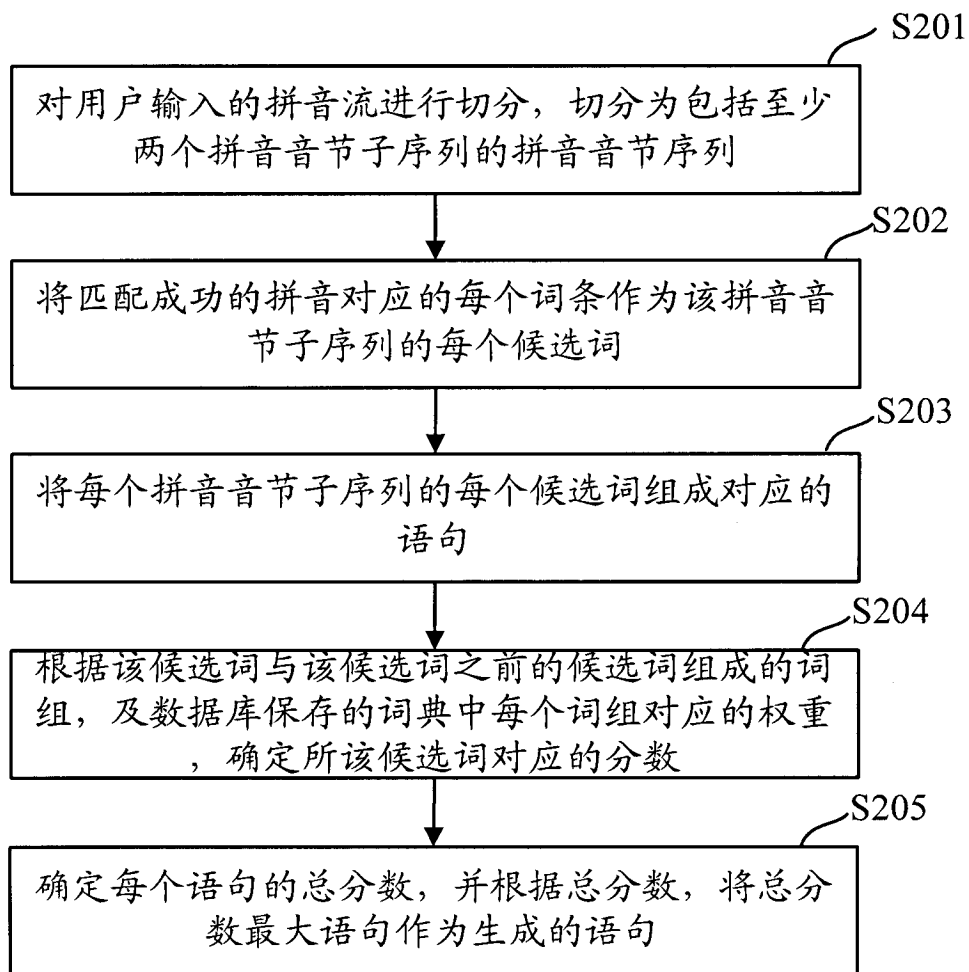 S201
对用户输入的拼音流进行切分，切分为包括至少
两个拼音音节子序列的拼音音节序列
S202
将匹配成功的拼音对应的每个词条作为该拼音音
节子序列的每个候选词
S203
将每个拼音音节子序列的每个候选词组成对应的
语句
S204
根据该候选词与该候选词之前的候选词组成的词
组，及数据库保存的词典中每个词组对应的权重
，确定所该候选词对应的分数
S205
确定每个语句的总分数，并根据总分数，将总分
数最大语句作为生成的语句